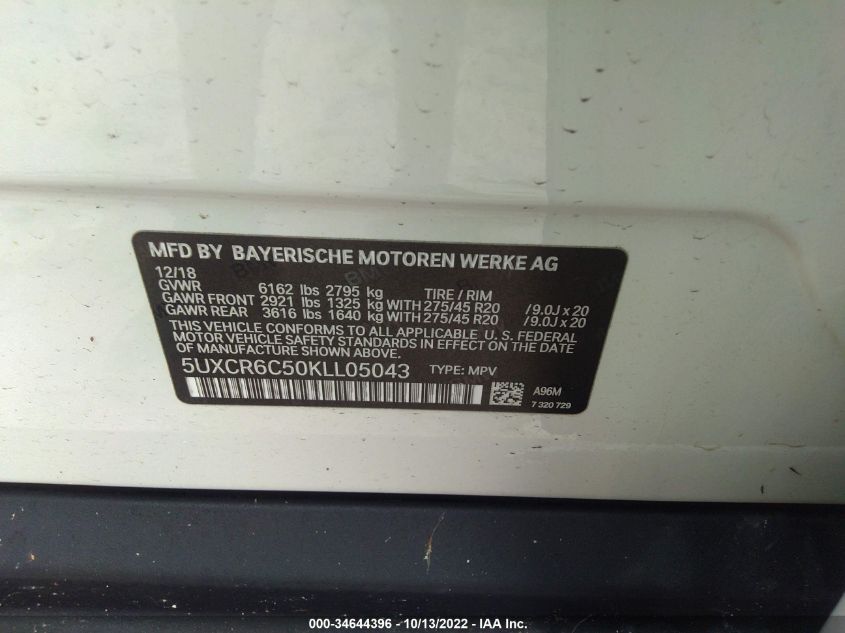 MFD BY BAYERISCHE MOTOREN WERKE AG
12/18
GVWR 6162 lbs 2795 kg TIRE / RIM
GAWR FRONT 2921 lbs 1325 kg WITH 275/45 R20 / 9.0J x 20
GAWR REAR 3616 lbs 1640 kg WITH 275/45 R20 / 9.0J x 20
THIS VEHICLE CONFORMS TO ALL APPLICABLE, U.S. FEDERAL
MOTOR VEHICLE SAFETY STANDARDS IN EFFECT ON THE DATE
OF MANUFACTURE SHOWN ABOVE.
5UXCR6C50KLL05043 TYPE: MPV
A96M
7 320 729
000-34644396 - 10/13/2022 - IAA Inc.